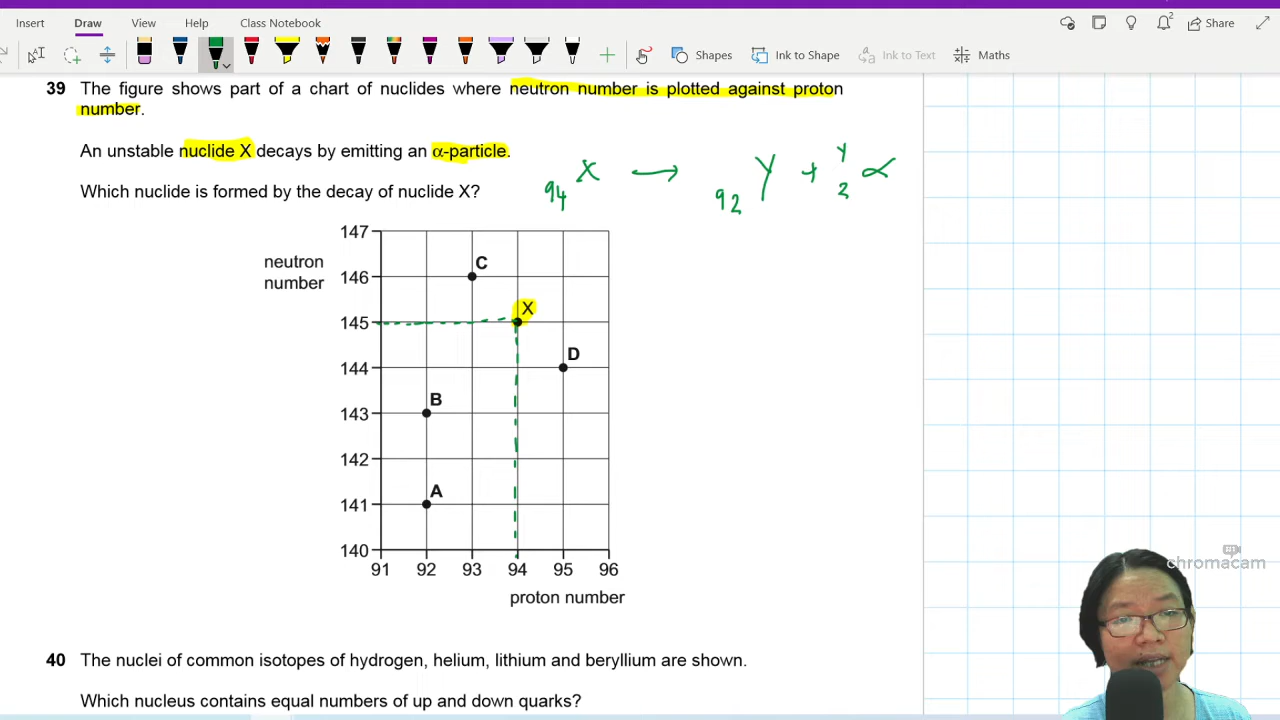 Insert Draw View Help Class Notebook
Share
Shapes Ink to Shape Ink to Text Maths
39 The figure shows part of a chart of nuclides where neutron number is plotted against proton
number.
An unstable nuclide X decays by emitting an α-particle.
Which nuclide is formed by the decay of nuclide X?
₉₄X → ₉₂Y + ⁴₂α
147
neutron
number
146
C
145
X
144
D
143
B
142
141
A
140
91 92 93 94 95 96
proton number
chromacam
40 The nuclei of common isotopes of hydrogen, helium, lithium and beryllium are shown.
Which nucleus contains equal numbers of up and down quarks?